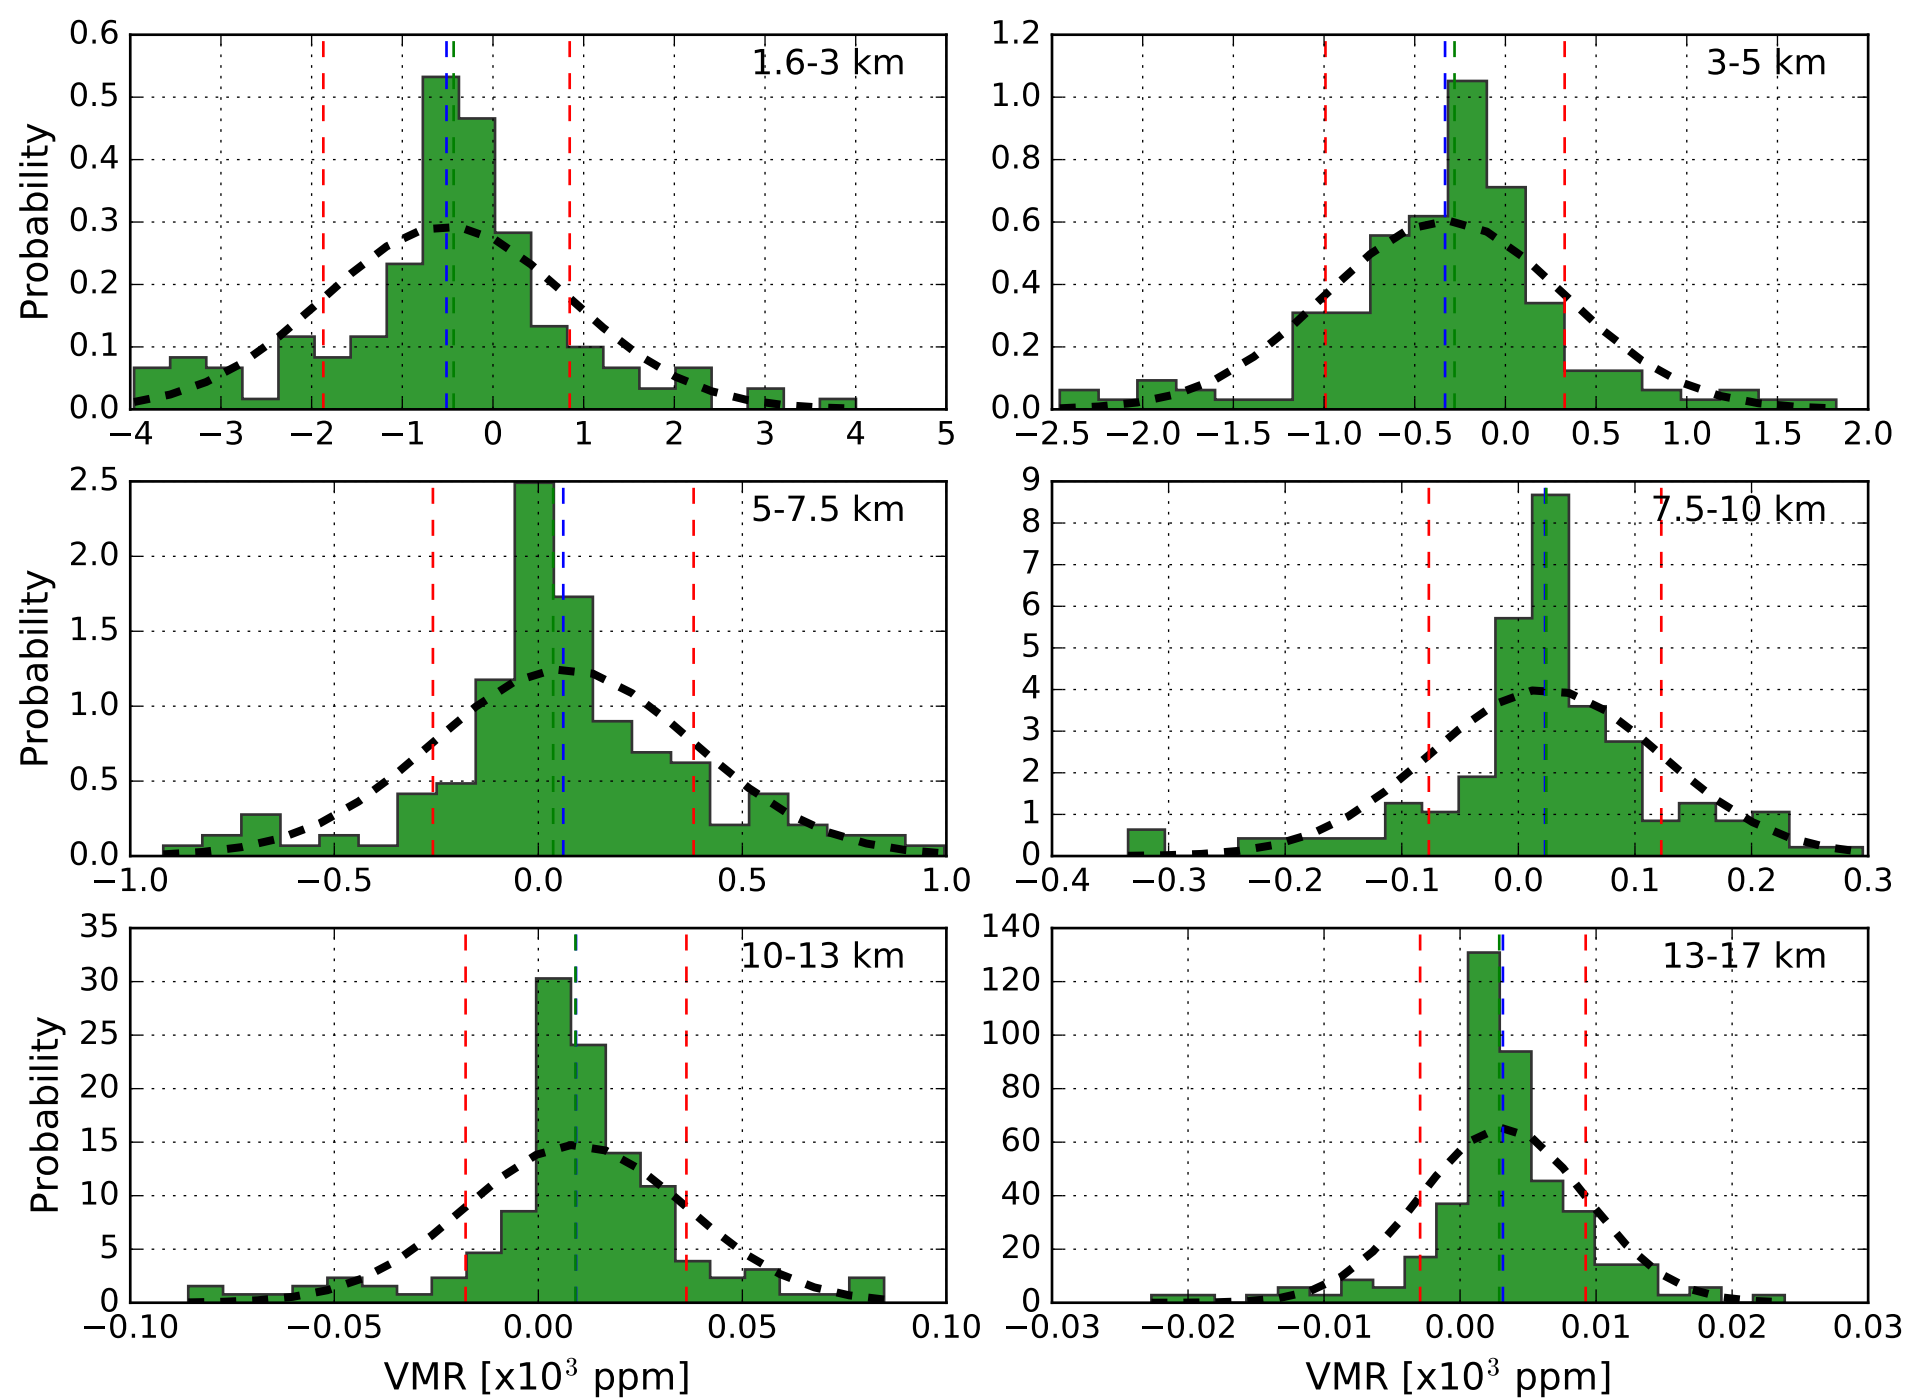 0.6
0.5
0.4
0.3
0.2
0.1
0.0
Probability
1.6-3 km
−4 −3 −2 −1 0 1 2 3 4 5
1.2
1.0
0.8
0.6
0.4
0.2
0.0
3-5 km
−2.5 −2.0 −1.5 −1.0 −0.5 0.0 0.5 1.0 1.5 2.0
2.5
2.0
1.5
1.0
0.5
0.0
Probability
5-7.5 km
−1.0 −0.5 0.0 0.5 1.0
9
8
7
6
5
4
3
2
1
0
7.5-10 km
−0.4 −0.3 −0.2 −0.1 0.0 0.1 0.2 0.3
35
30
25
20
15
10
5
0
Probability
10-13 km
−0.10 −0.05 0.00 0.05 0.10
VMR [x10³ ppm]
140
120
100
80
60
40
20
0
13-17 km
−0.03 −0.02 −0.01 0.00 0.01 0.02 0.03
VMR [x10³ ppm]